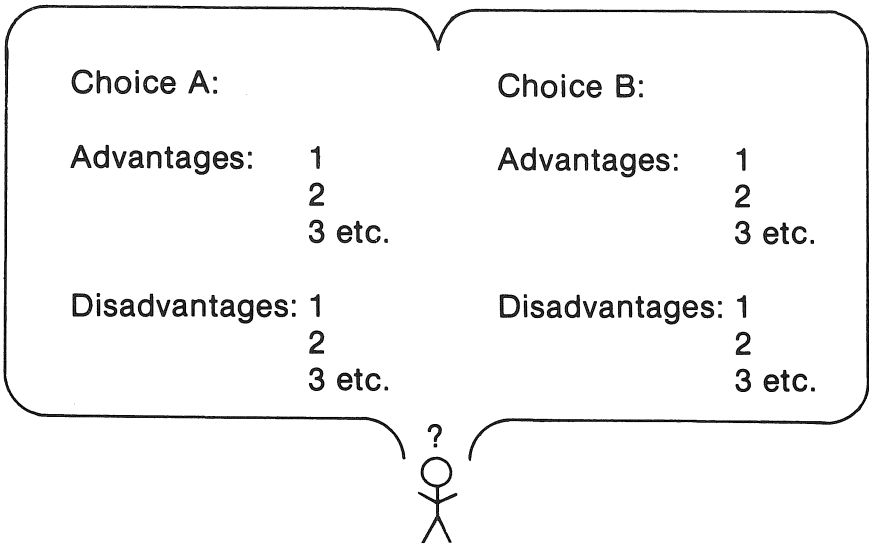 Choice A:
Advantages: 1
2
3 etc.
Disadvantages: 1
2
3 etc.
Choice B:
Advantages: 1
2
3 etc.
Disadvantages: 1
2
3 etc.
?